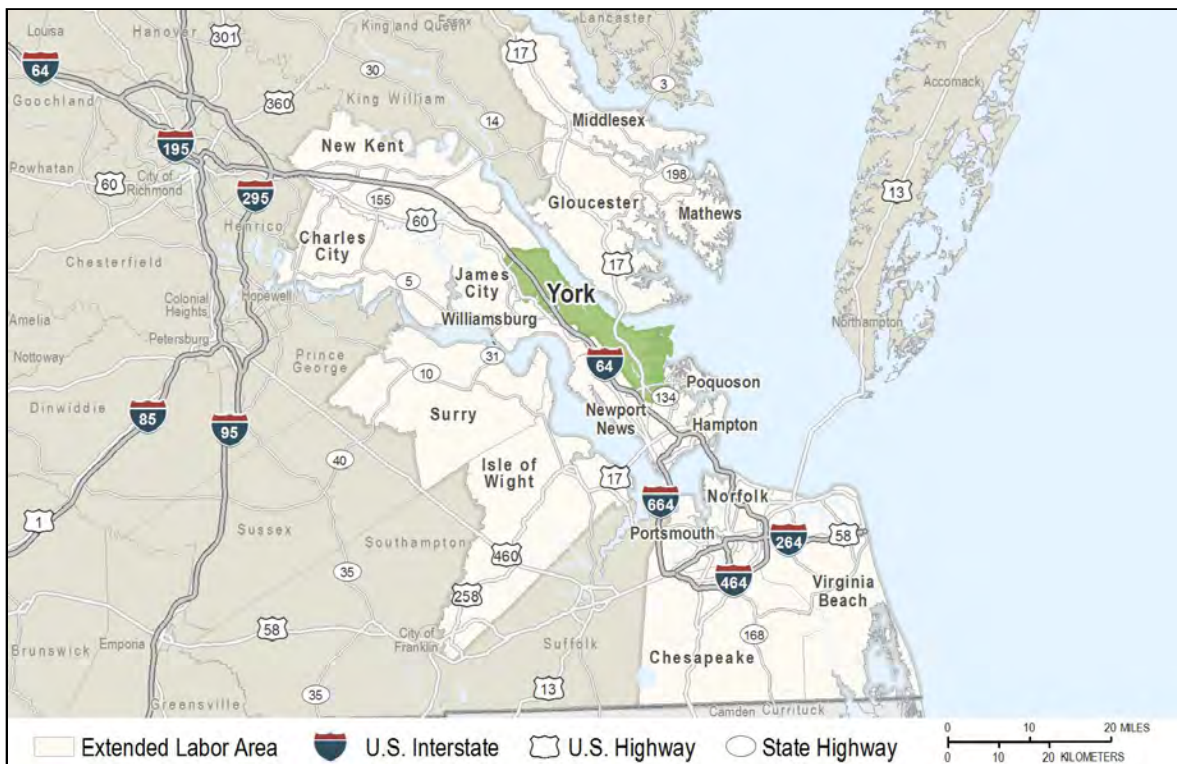 Louisa
Hanover
301
King and Queen
Essex
17
Lancaster
64
30
3
Accomack
Goochland
360
King William
14
Middlesex
195
New Kent
Powhatan
60
City of
Richmond
295
155
60
198
13
Gloucester
Mathews
Henrico
Charles
City
17
Chesterfield
James
City
York
5
Colonial
Heights
Hopewell
Williamsburg
Amelia
Northampton
Petersburg
Nottoway
Prince
George
31
64
10
Poquoson
134
Dinwiddie
85
95
Surry
Newport
News
Hampton
40
Isle of
Wight
17
664
Norfolk
1
Sussex
Portsmouth
264
58
Southampton
460
464
Virginia
Beach
35
258
58
City of
Franklin
Suffolk
168
Brunswick
Emporia
Chesapeake
35
13
Greensville
Camden
Currituck
Extended Labor Area
U.S. Interstate
U.S. Highway
State Highway
0 10 20 MILES
0 10 20 KILOMETERS